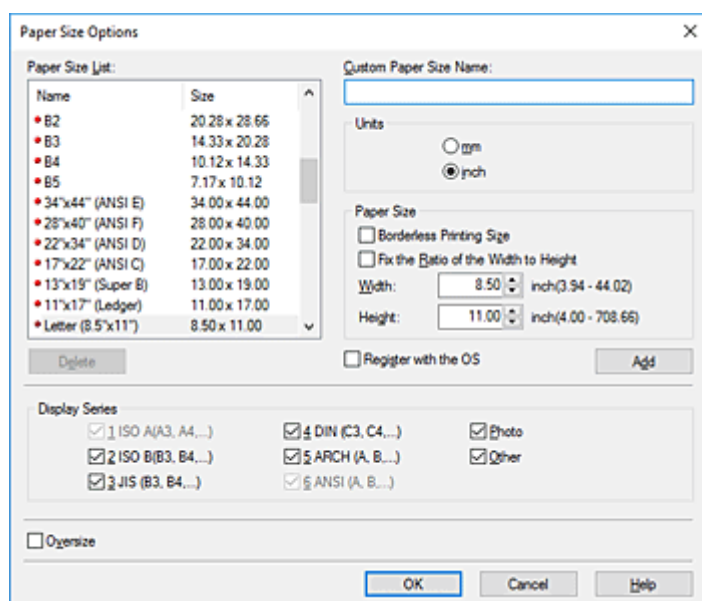 Paper Size Options
Paper Size List:
Name Size
B2 20.28 x 28.66
B3 14.33 x 20.28
B4 10.12 x 14.33
B5 7.17 x 10.12
34"x44" (ANSI E) 34.00 x 44.00
28"x40" (ANSI F) 28.00 x 40.00
22"x34" (ANSI D) 22.00 x 34.00
17"x22" (ANSI C) 17.00 x 22.00
13"x19" (Super B) 13.00 x 19.00
11"x17" (Ledger) 11.00 x 17.00
Letter (8.5"x11") 8.50 x 11.00
Delete
Custom Paper Size Name:
Units
mm
inch
Paper Size
Borderless Printing Size
Fix the Ratio of the Width to Height
Width: 8.50 inch(3.94 - 44.02)
Height: 11.00 inch(4.00 - 708.66)
Register with the OS
Add
Display Series
1 ISO A(A3, A4,...) 4 DIN (C3, C4,...) Photo
2 ISO B(B3, B4,...) 5 ARCH (A, B,...) Other
3 JIS (B3, B4,...) 6 ANSI (A, B,...)
Oversize
OK Cancel Help